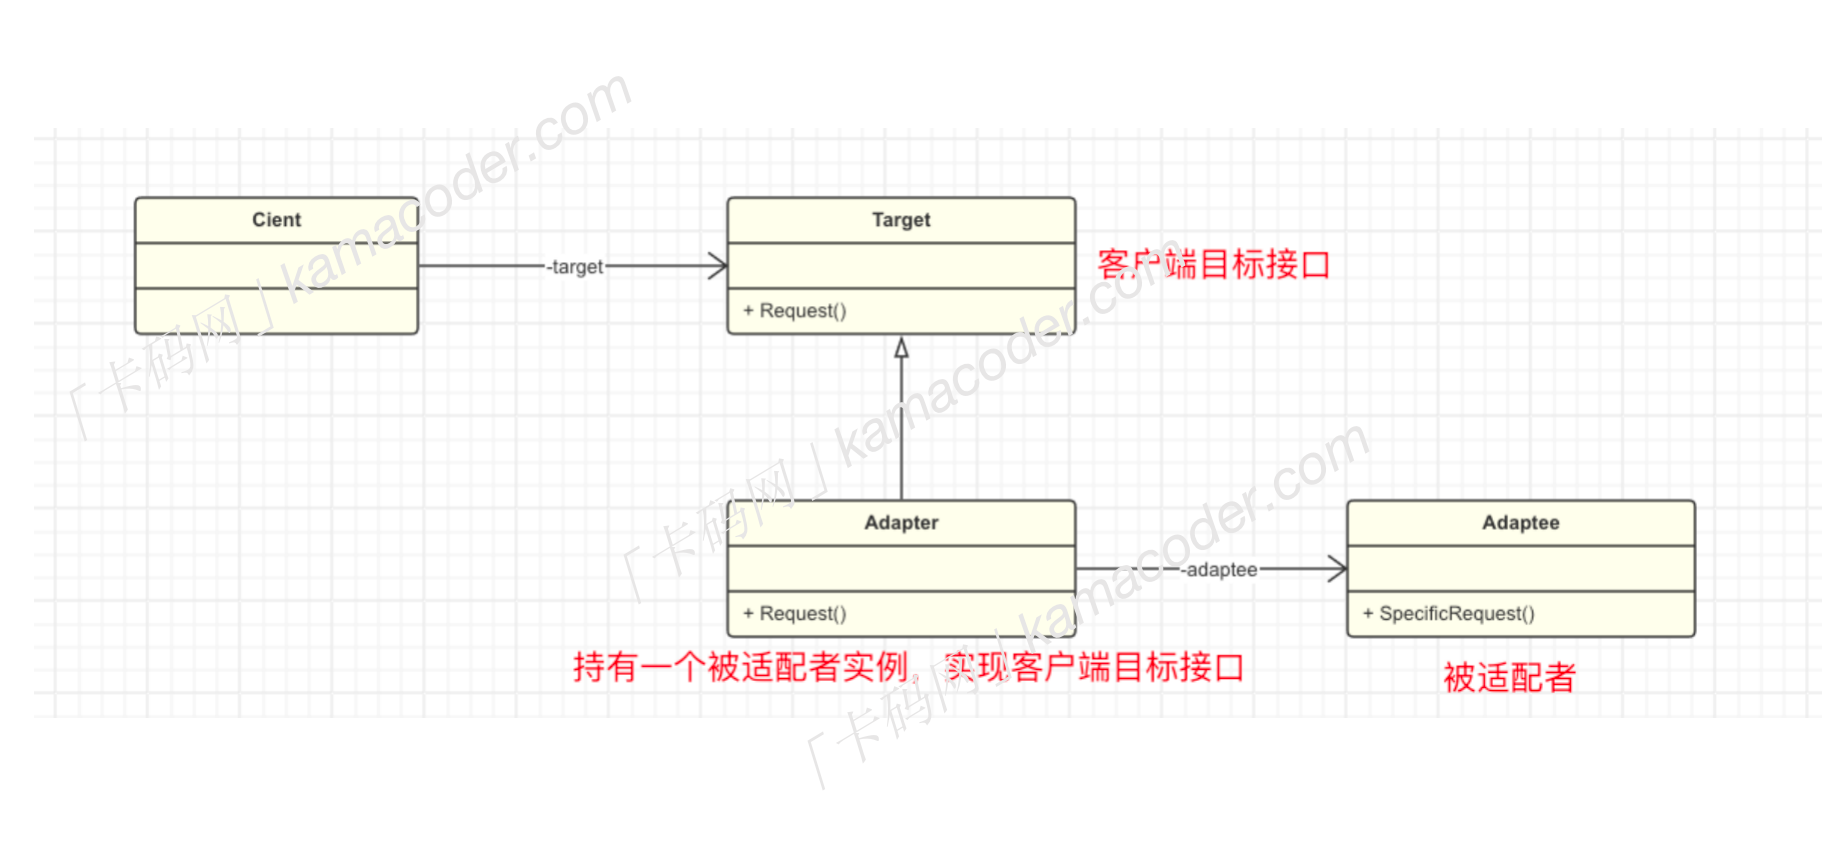 Cient
Target
-target
+ Request()
客户端目标接口
Adapter
Adaptee
-adaptee
+ Request()
+ SpecificRequest()
持有一个被适配者实例，实现客户端目标接口
被适配者
「卡码网」kamacoder.com
「卡码网」kamacoder.com
「卡码网」kamacoder.com